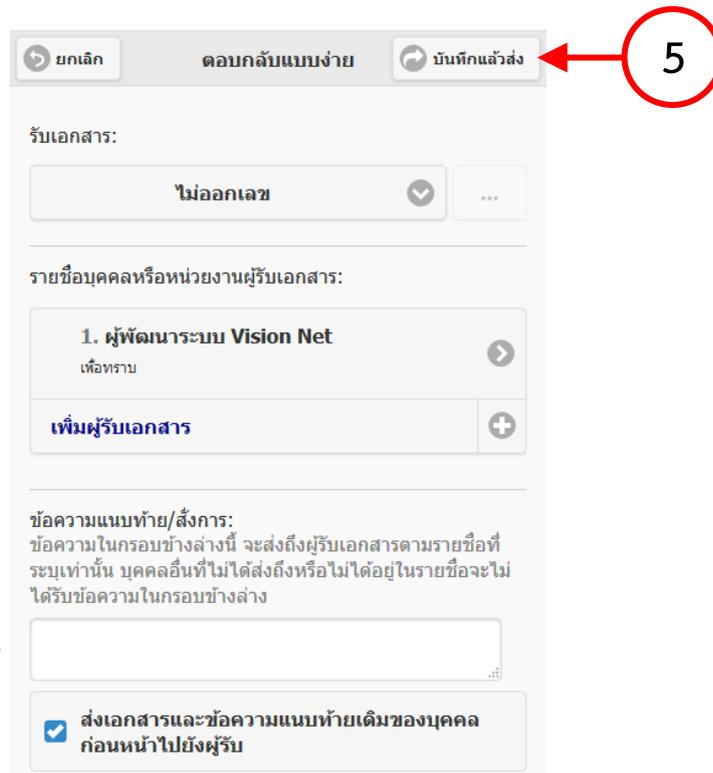 ยกเลิก ตอบกลับแบบง่าย บันทึกแล้วส่ง 5
รับเอกสาร:
ไม่ออกเลข ...
รายชื่อบุคคลหรือหน่วยงานผู้รับเอกสาร:
1. ผู้พัฒนาระบบ Vision Net
เพื่อทราบ
เพิ่มผู้รับเอกสาร
ข้อความแนบท้าย/สั่งการ:
ข้อความในกรอบข้างล่างนี้ จะส่งถึงผู้รับเอกสารตามรายชื่อที่
ระบุเท่านั้น บุคคลอื่นที่ไม่ได้ส่งถึงหรือไม่ได้อยู่ในรายชื่อจะไม่
ได้รับข้อความในกรอบข้างล่าง
ส่งเอกสารและข้อความแนบท้ายเดิมของบุคคล
ก่อนหน้าไปยังผู้รับ